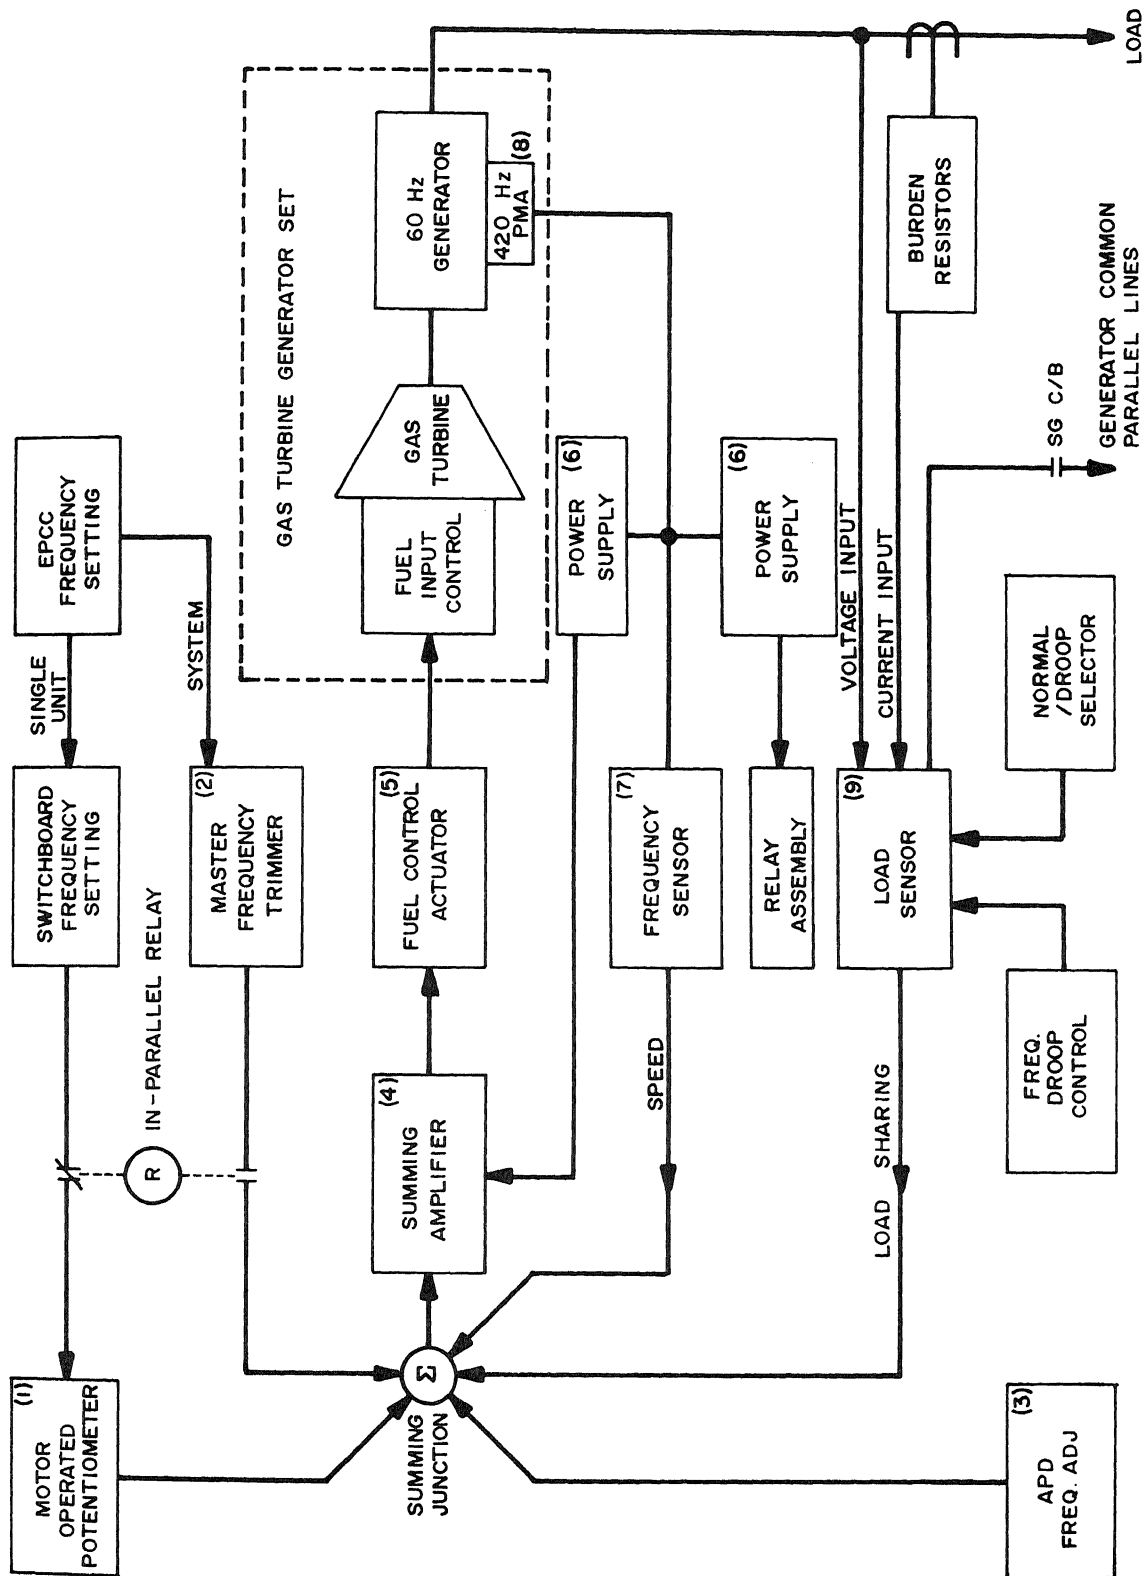 (1)
MOTOR
OPERATED
POTENTIOMETER
SWITCHBOARD
FREQUENCY
SETTING
SINGLE
UNIT
EPCC
FREQUENCY
SETTING
R
IN-PARALLEL RELAY
(2)
MASTER
FREQUENCY
TRIMMER
SYSTEM
GAS TURBINE GENERATOR SET
Σ
SUMMING
JUNCTION
(4)
SUMMING
AMPLIFIER
(5)
FUEL CONTROL
ACTUATOR
FUEL
INPUT
CONTROL
GAS
TURBINE
60 Hz
GENERATOR
420 Hz
PMA
(8)
(6)
POWER
SUPPLY
SPEED
(7)
FREQUENCY
SENSOR
(6)
POWER
SUPPLY
RELAY
ASSEMBLY
VOLTAGE INPUT
CURRENT INPUT
LOAD SHARING
(9)
LOAD
SENSOR
BURDEN
RESISTORS
(3)
APD
FREQ. ADJ
FREQ.
DROOP
CONTROL
NORMAL
/DROOP
SELECTOR
SG C/B
GENERATOR COMMON
PARALLEL LINES
LOAD